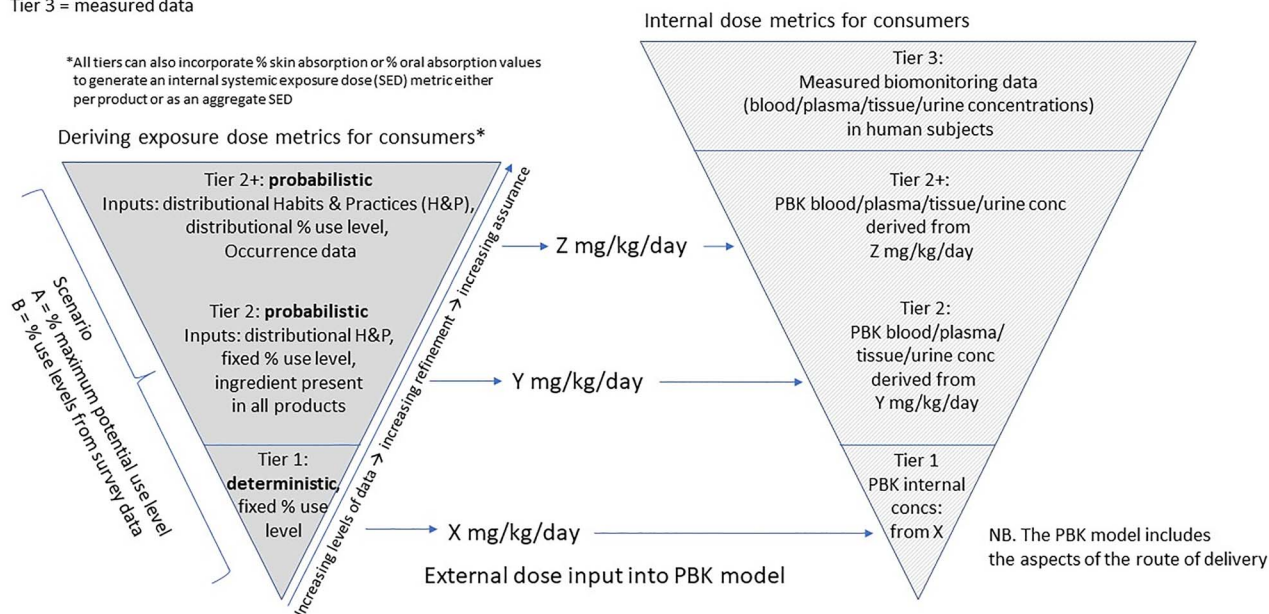 Tier 3 = measured data
*All tiers can also incorporate % skin absorption or % oral absorption values
to generate an internal systemic exposure dose (SED) metric either
per product or as an aggregate SED
Deriving exposure dose metrics for consumers*
Tier 2+: probabilistic
Inputs: distributional Habits & Practices (H&P),
distributional % use level,
Occurrence data
Tier 2: probabilistic
Inputs: distributional H&P,
fixed % use level,
ingredient present
in all products
Tier 1:
deterministic,
fixed % use
level
Scenario
A = % maximum potential use level
B = % use levels from survey data
Increasing levels of data → increasing refinement → increasing assurance
Z mg/kg/day
Y mg/kg/day
X mg/kg/day
External dose input into PBK model
Internal dose metrics for consumers
Tier 3:
Measured biomonitoring data
(blood/plasma/tissue/urine concentrations)
in human subjects
Tier 2+:
PBK blood/plasma/tissue/urine conc
derived from
Z mg/kg/day
Tier 2:
PBK blood/plasma/
tissue/urine conc
derived from
Y mg/kg/day
Tier 1
PBK internal
concs:
from X
NB. The PBK model includes
the aspects of the route of delivery